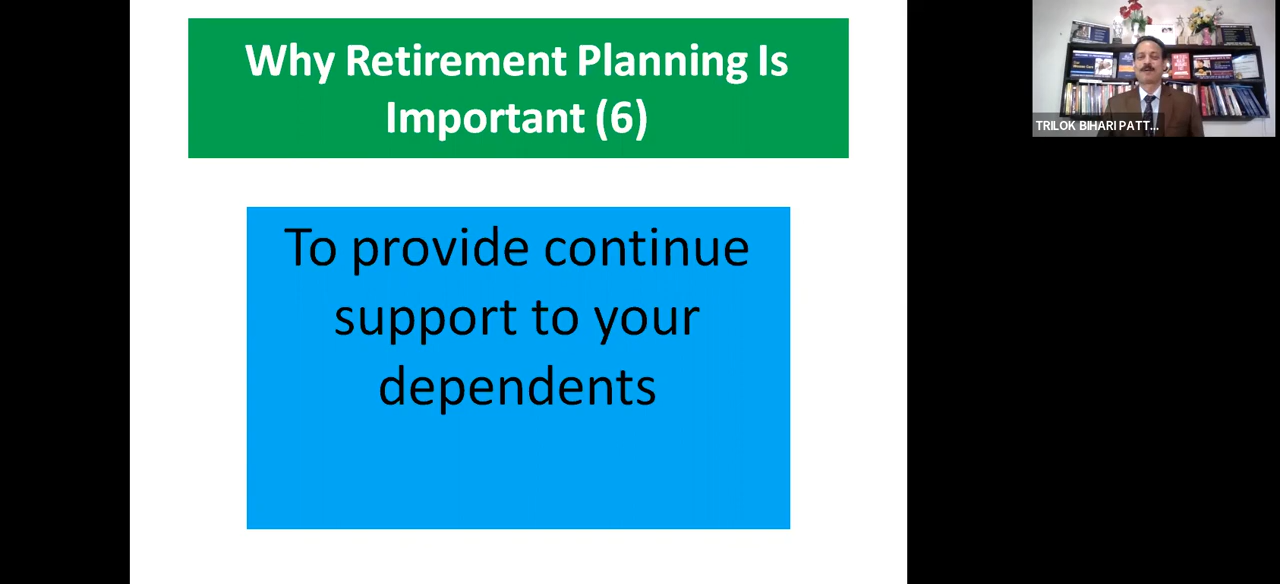 Why Retirement Planning Is
Important (6)
To provide continue
support to your
dependents
TRILOK BIHARI PATT...